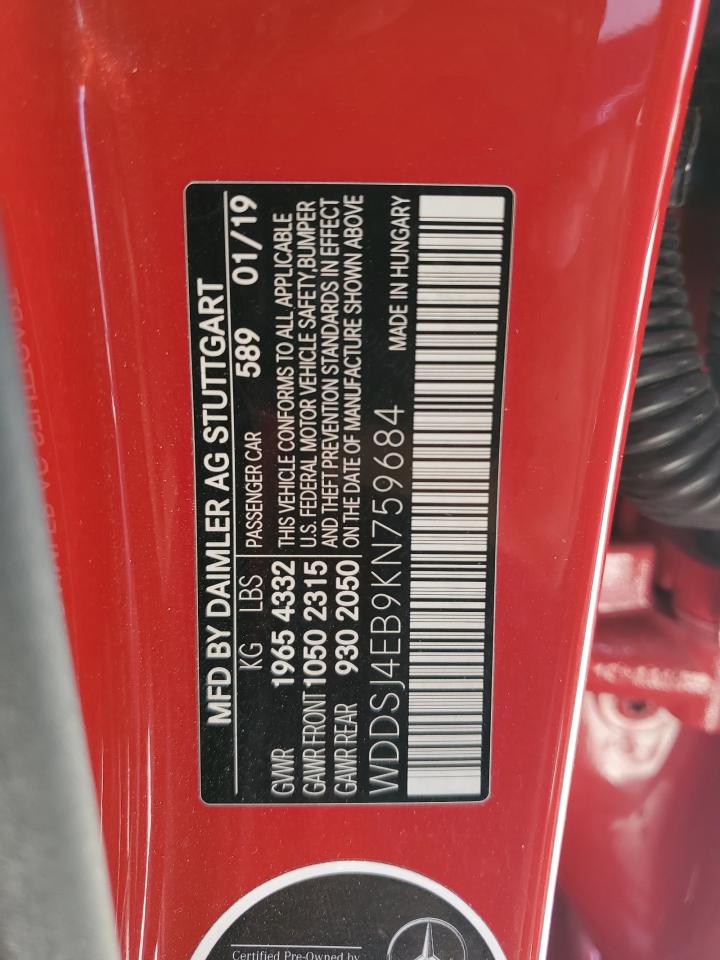 MFD BY DAIMLER AG STUTTGART
KG LBS PASSENGER CAR 589 01/19
GVWR 1965 4332
GAWR FRONT 1050 2315
GAWR REAR 930 2050
THIS VEHICLE CONFORMS TO ALL APPLICABLE
U.S. FEDERAL MOTOR VEHICLE SAFETY,BUMPER
AND THEFT PREVENTION STANDARDS IN EFFECT
ON THE DATE OF MANUFACTURE SHOWN ABOVE
WDDSJ4EB9KN759684 MADE IN HUNGARY
Certified Pre-Owned by